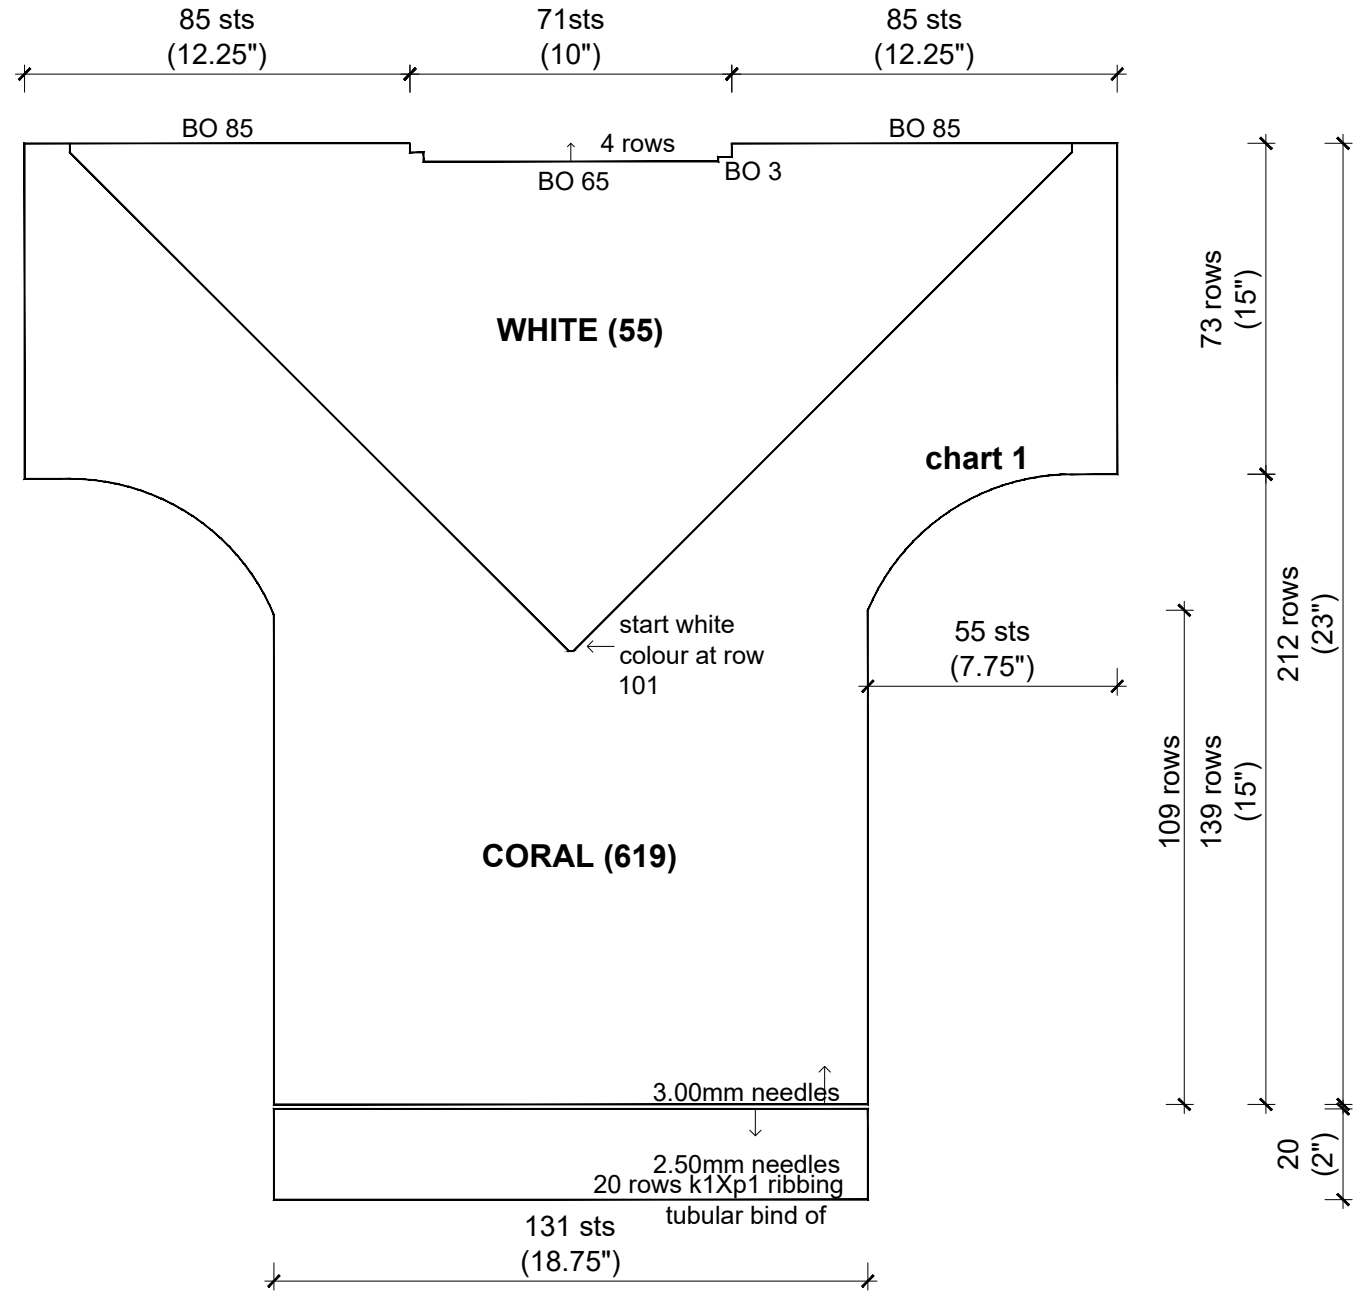 85 sts
(12.25")
71sts
(10")
85 sts
(12.25")
BO 85
4 rows
BO 65
BO 3
BO 85
WHITE (55)
73 rows
(15")
chart 1
start white
colour at row
101
55 sts
(7.75")
212 rows
(23")
109 rows
139 rows
(15")
CORAL (619)
3.00mm needles
2.50mm needles
20 rows k1Xp1 ribbing
tubular bind of
20
(2")
131 sts
(18.75")